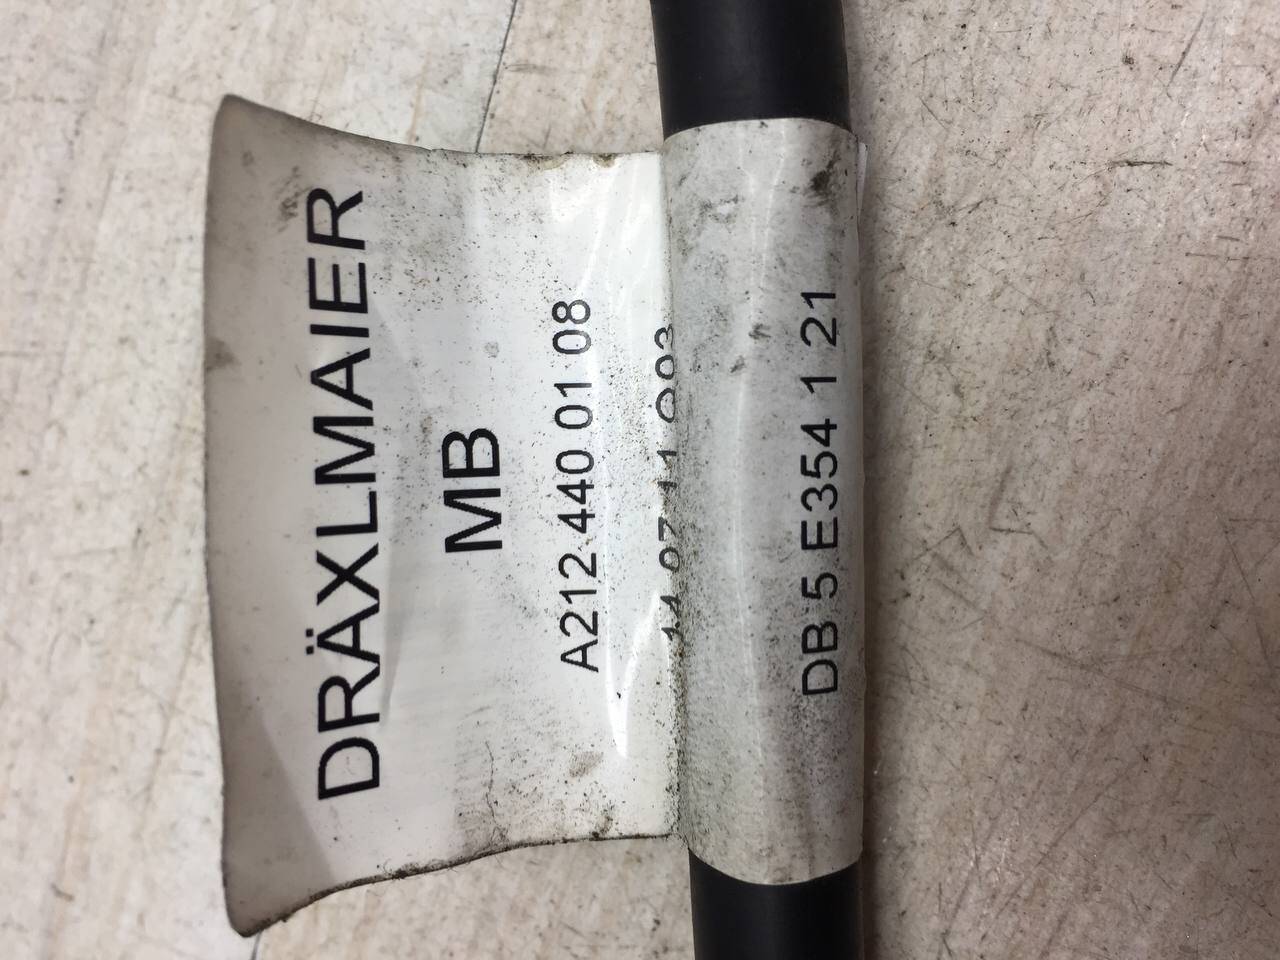 DRÄXLMAIER
MB
A212 440 01 08
DB 5 E354 1 21